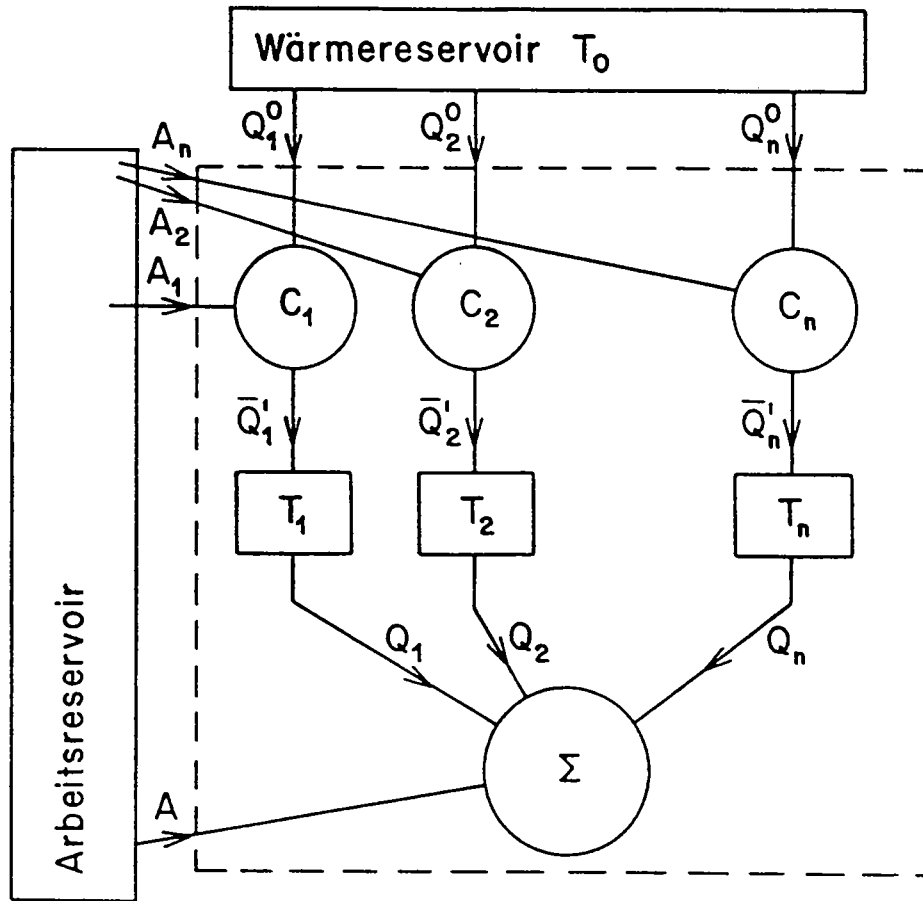 Wärmereservoir T₀
Q₁⁰ Q₂⁰ Qₙ⁰
Aₙ
A₂
A₁
C₁ C₂ Cₙ
Q̄₁' Q̄₂' Q̄ₙ'
T₁ T₂ Tₙ
Q₁ Q₂ Qₙ
Σ
A
Arbeitsreservoir